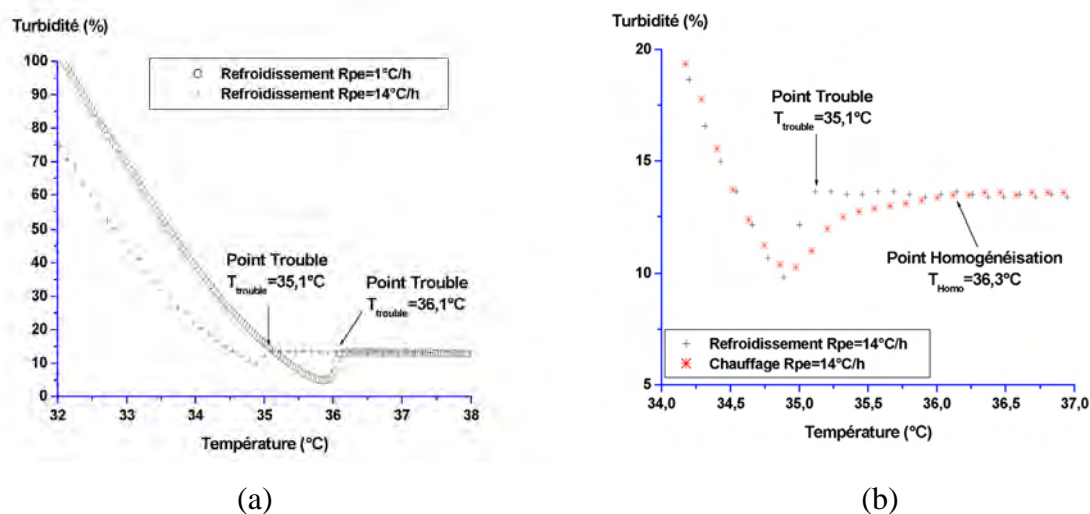 Turbidité (%)
100
90
80
70
60
50
40
30
20
10
0
Refroidissement Rpe=1°C/h
Refroidissement Rpe=14°C/h
Point Trouble
Ttrouble=35,1°C
Point Trouble
Ttrouble=36,1°C
32 33 34 35 36 37 38
Température (°C)
(a)
Turbidité (%)
20
15
10
5
Point Trouble
Ttrouble=35,1°C
Point Homogénéisation
THomo=36,3°C
Refroidissement Rpe=14°C/h
Chauffage Rpe=14°C/h
34,0 34,5 35,0 35,5 36,0 36,5 37,0
Température (°C)
(b)